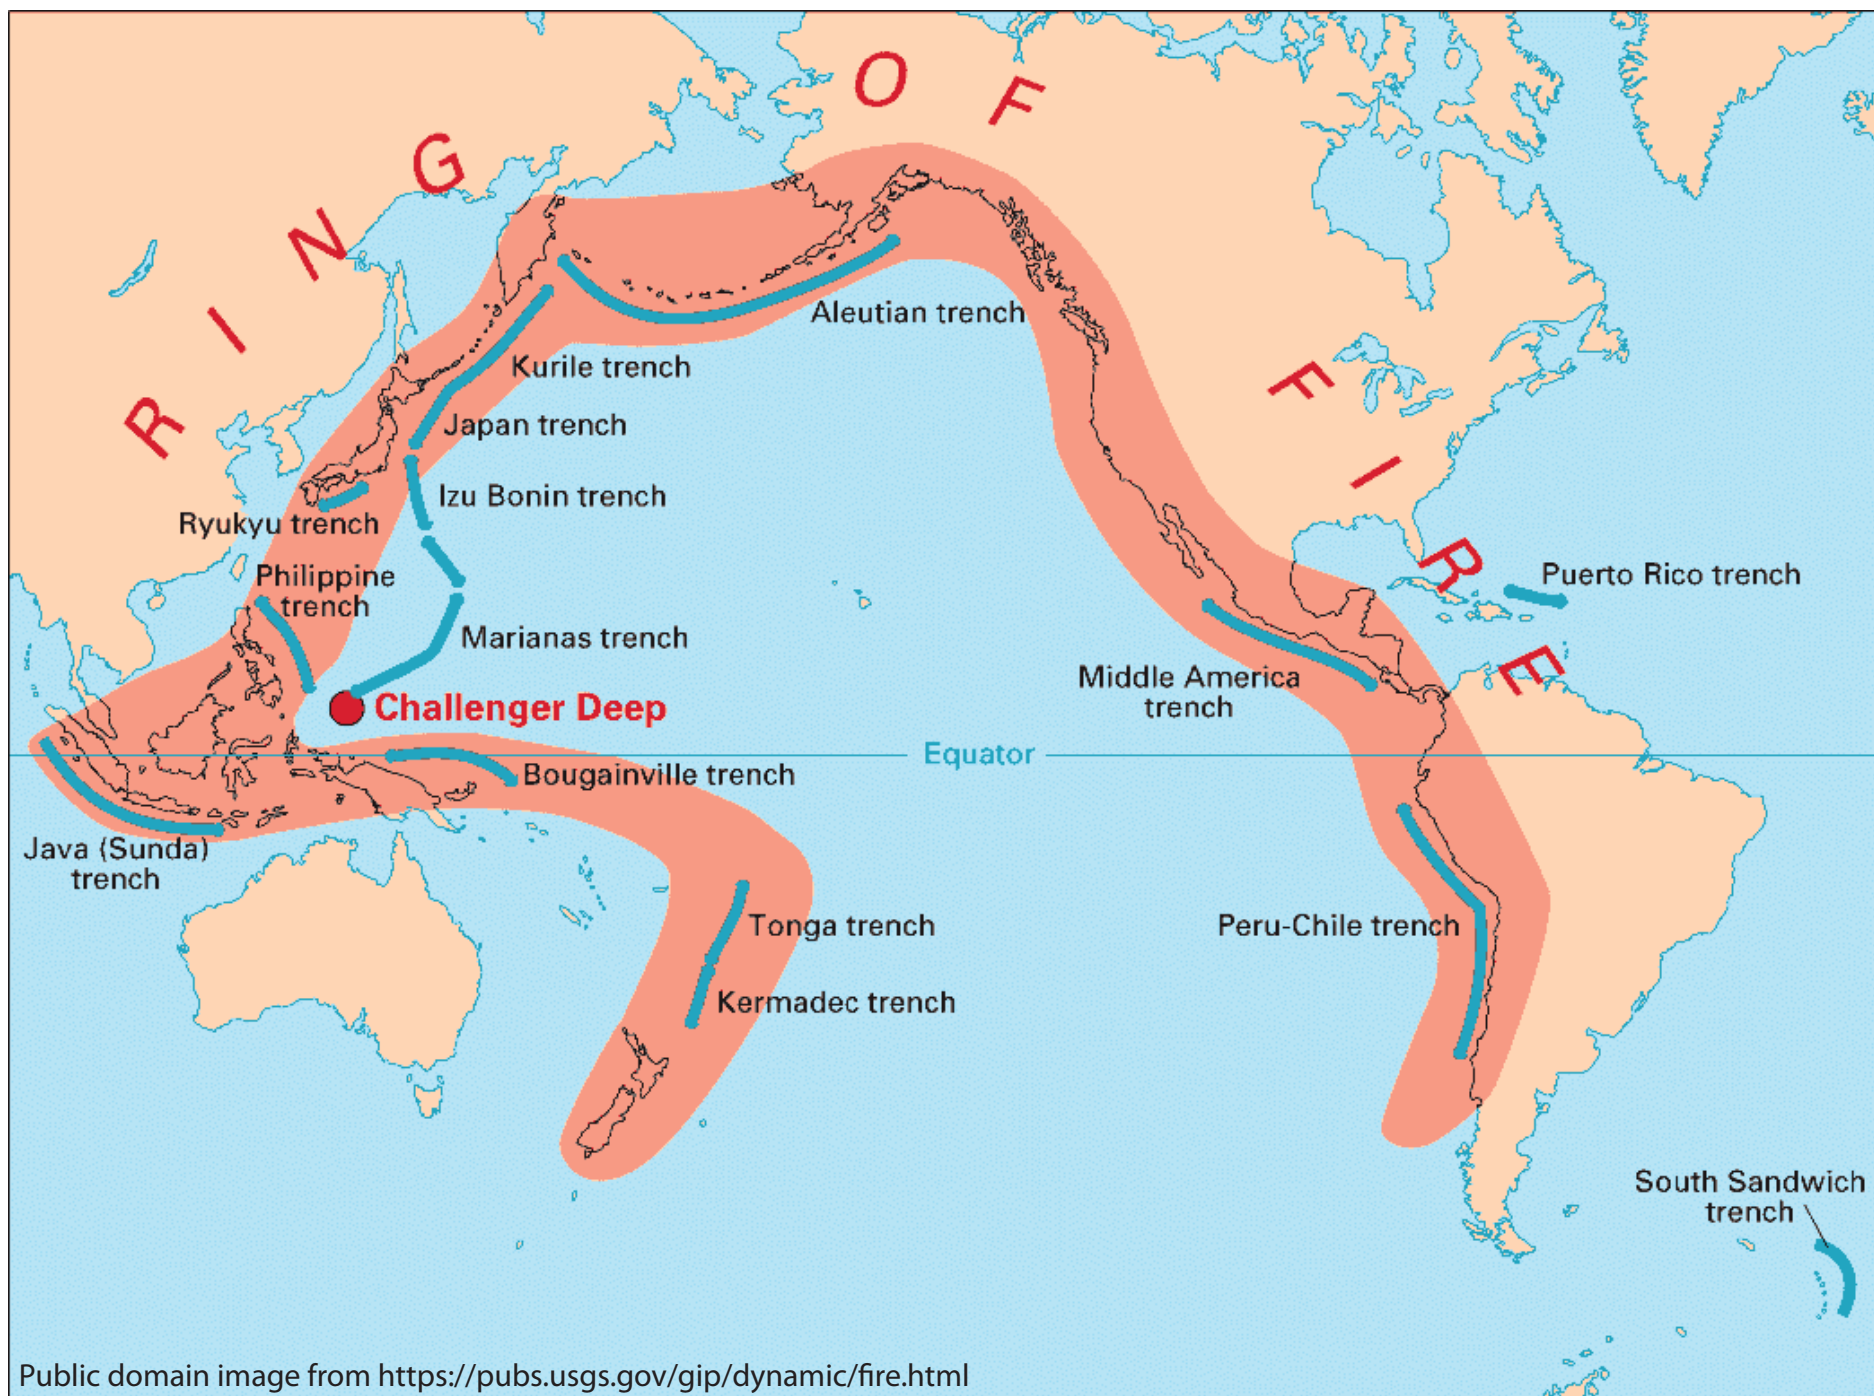 RING OF FIRE
Aleutian trench
Kurile trench
Japan trench
Izu Bonin trench
Ryukyu trench
Philippine
trench
Marianas trench
Challenger Deep
Puerto Rico trench
Middle America
trench
Equator
Bougainville trench
Java (Sunda)
trench
Tonga trench
Kermadec trench
Peru-Chile trench
South Sandwich
trench
Public domain image from https://pubs.usgs.gov/gip/dynamic/fire.html